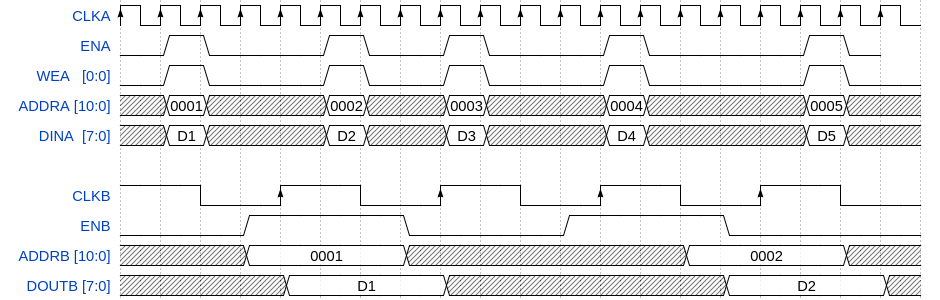 CLKA
ENA
WEA [0:0]
ADDRA [10:0] 0001 0002 0003 0004 0005
DINA [7:0] D1 D2 D3 D4 D5
CLKB
ENB
ADDRB [10:0] 0001 0002
DOUTB [7:0] D1 D2